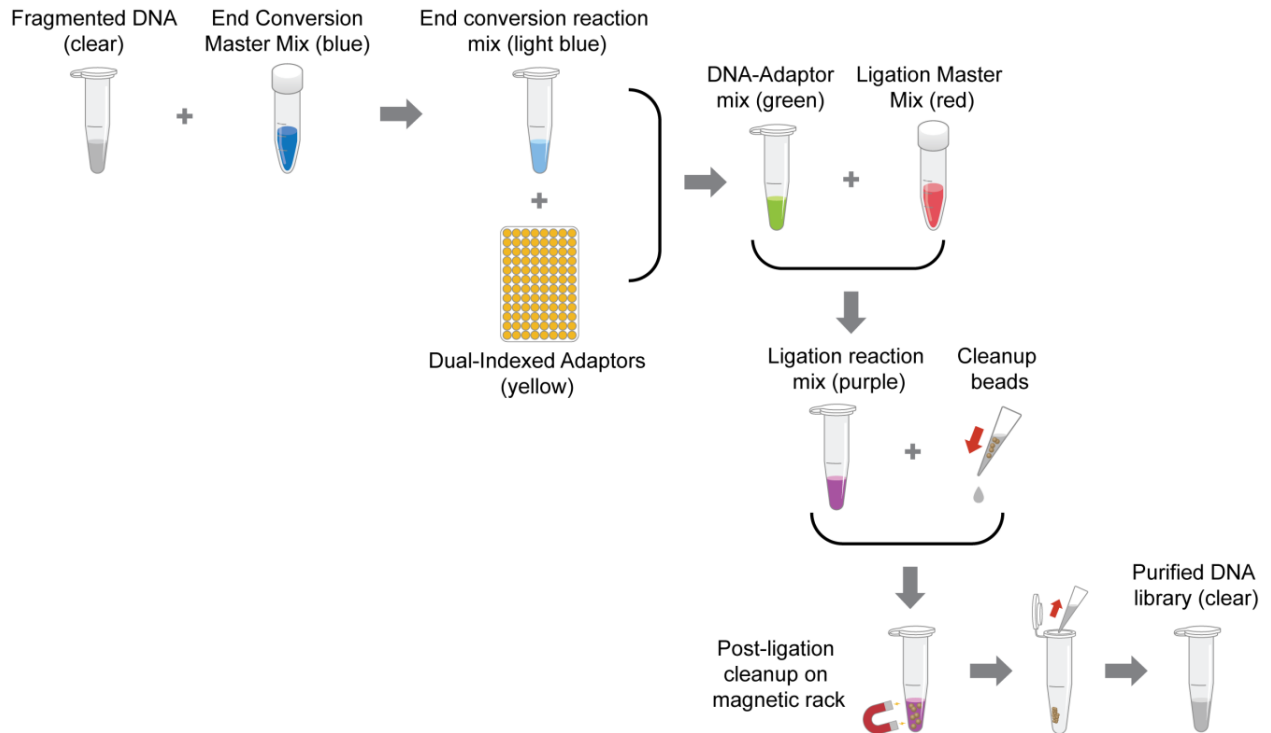 Fragmented DNA
(clear)
+
End Conversion
Master Mix (blue)
End conversion reaction
mix (light blue)
+
Dual-Indexed Adaptors
(yellow)
DNA-Adaptor
mix (green)
+
Ligation Master
Mix (red)
Ligation reaction
mix (purple)
+
Cleanup
beads
Post-ligation
cleanup on
magnetic rack
Purified DNA
library (clear)